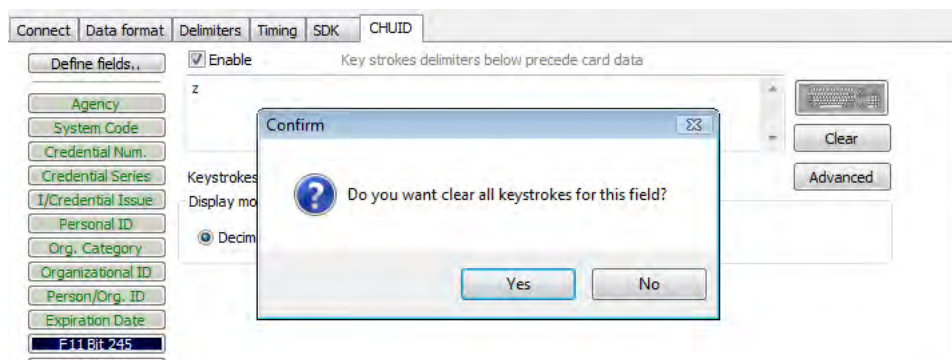 Connect Data format Delimiters Timing SDK CHUID
Define fields.. Enable Key strokes delimiters below precede card data
z
Agency
System Code Confirm
Credential Num. Clear
Credential Series Keystrokes Do you want clear all keystrokes for this field? Advanced
I/Credential Issue Display mo
Personal ID
Org. Category Decim
Organizational ID
Person/Org. ID Yes No
Expiration Date
F11 Bit 245